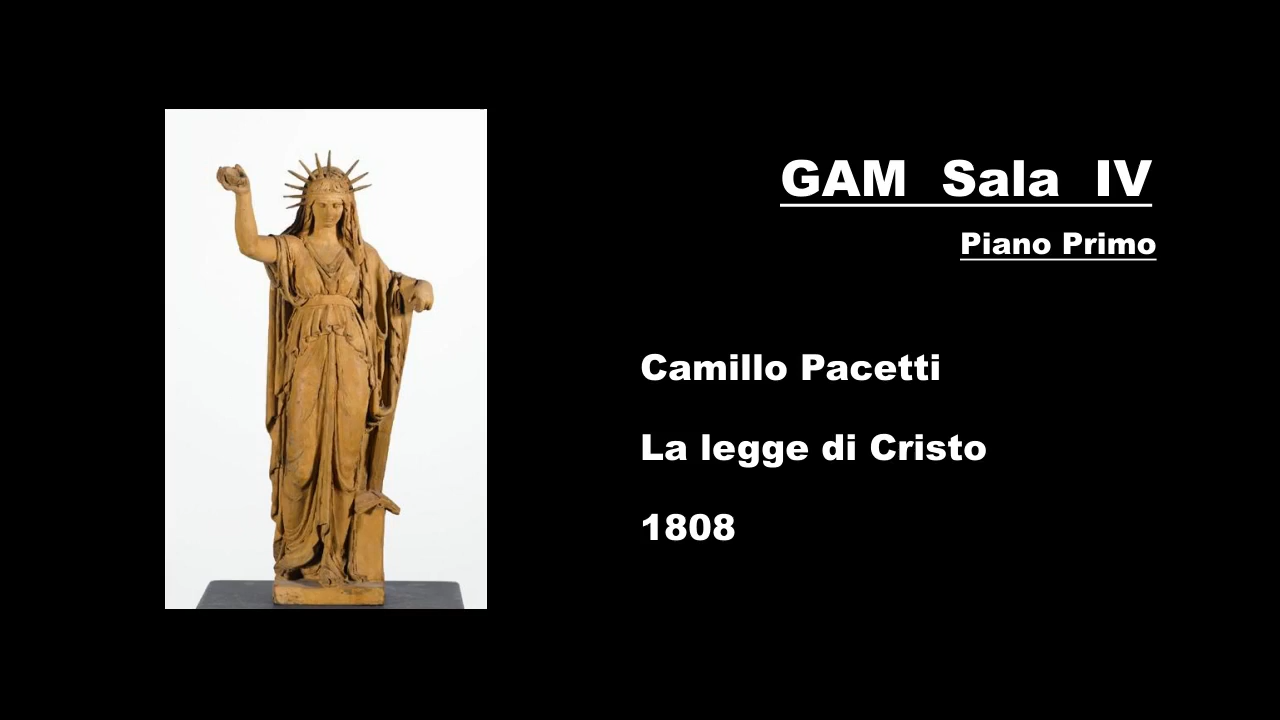 GAM Sala IV
Piano Primo
Camillo Pacetti
La legge di Cristo
1808